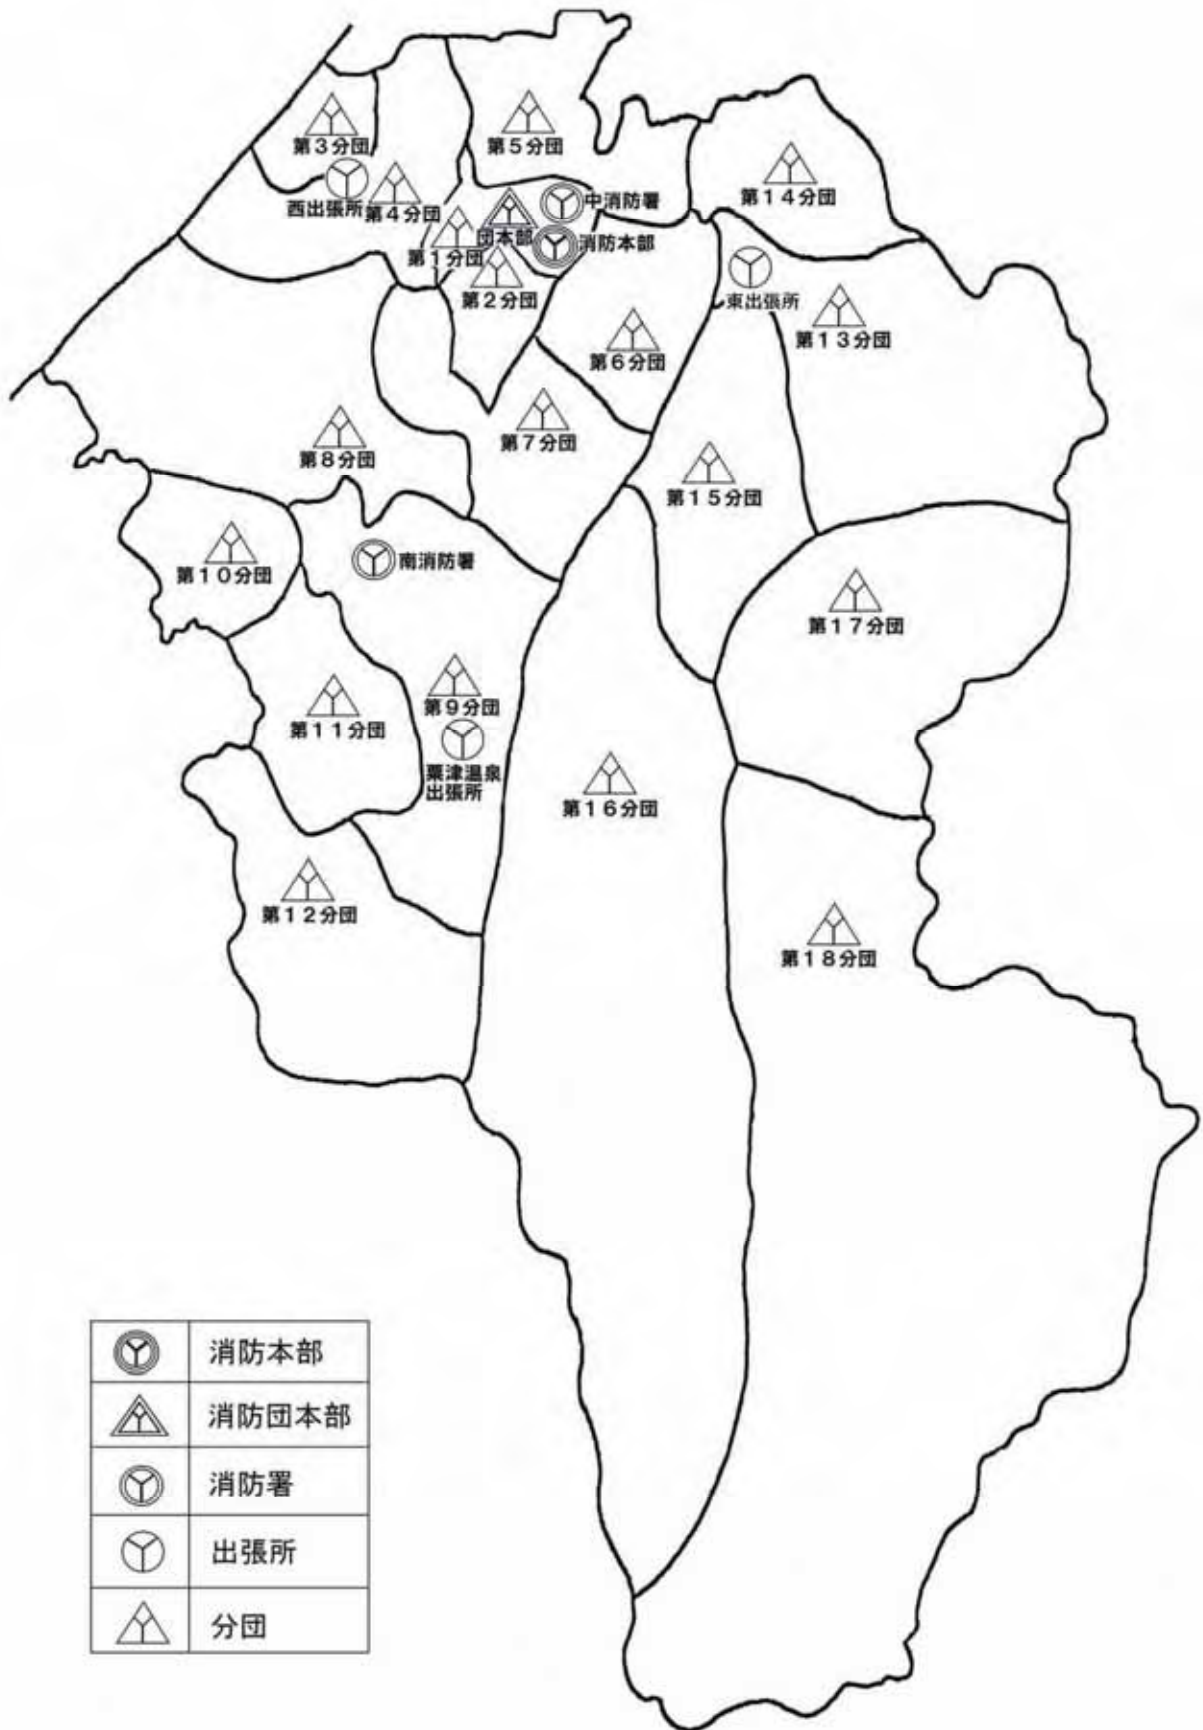 第3分団
第5分団
第14分団
西出張所
第4分団
中消防署
団本部
消防本部
第1分団
第2分団
東出張所
第6分団
第13分団
第7分団
第8分団
第15分団
南消防署
第10分団
第17分団
第9分団
第11分団
粟津温泉
出張所
第16分団
第12分団
第18分団
消防本部
消防団本部
消防署
出張所
分団